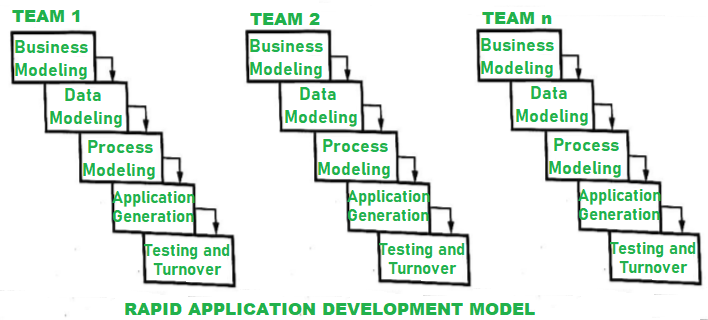 TEAM 1
Business
Modeling
Data
Modeling
Process
Modeling
Application
Generation
Testing and
Turnover
TEAM 2
Business
Modeling
Data
Modeling
Process
Modeling
Application
Generation
Testing and
Turnover
TEAM n
Business
Modeling
Data
Modeling
Process
Modeling
Application
Generation
Testing and
Turnover
RAPID APPLICATION DEVELOPMENT MODEL